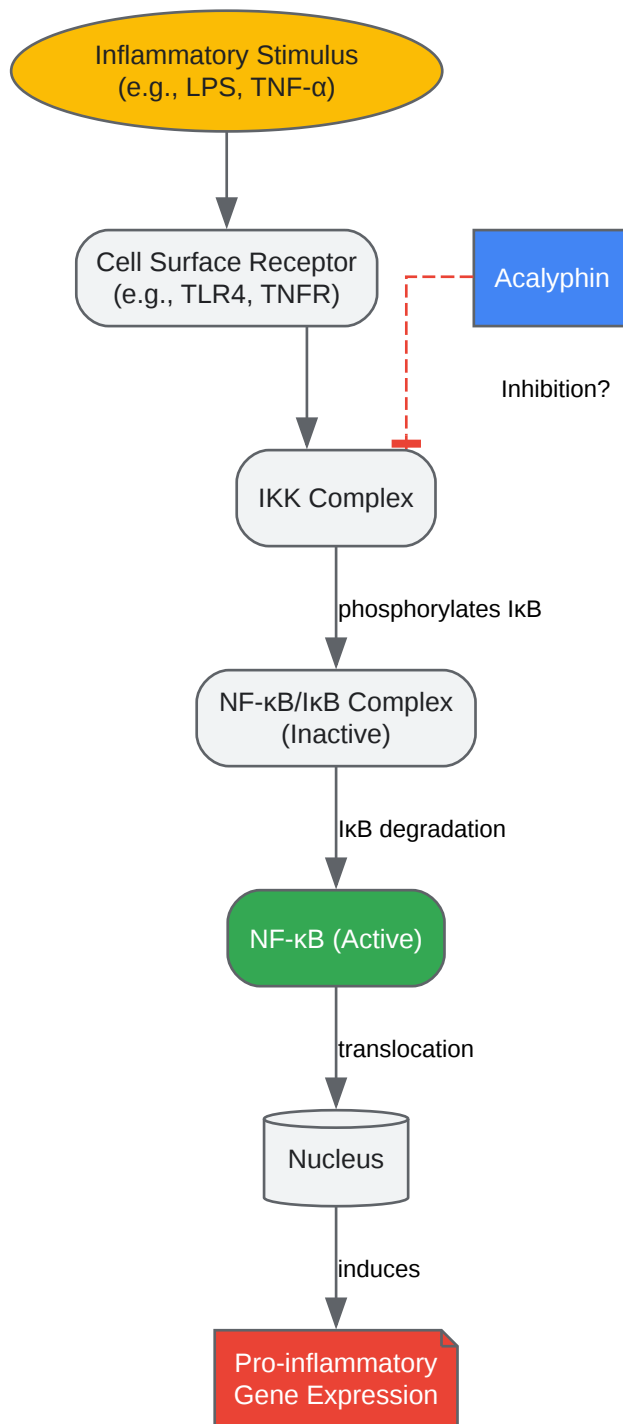 Inflammatory Stimulus
(e.g., LPS, TNF-α)
Cell Surface Receptor
(e.g., TLR4, TNFR)
Acalyphin
Inhibition?
IKK Complex
phosphorylates IκB
NF-κB/IκB Complex
(Inactive)
IκB degradation
NF-κB (Active)
translocation
Nucleus
induces
Pro-inflammatory
Gene Expression